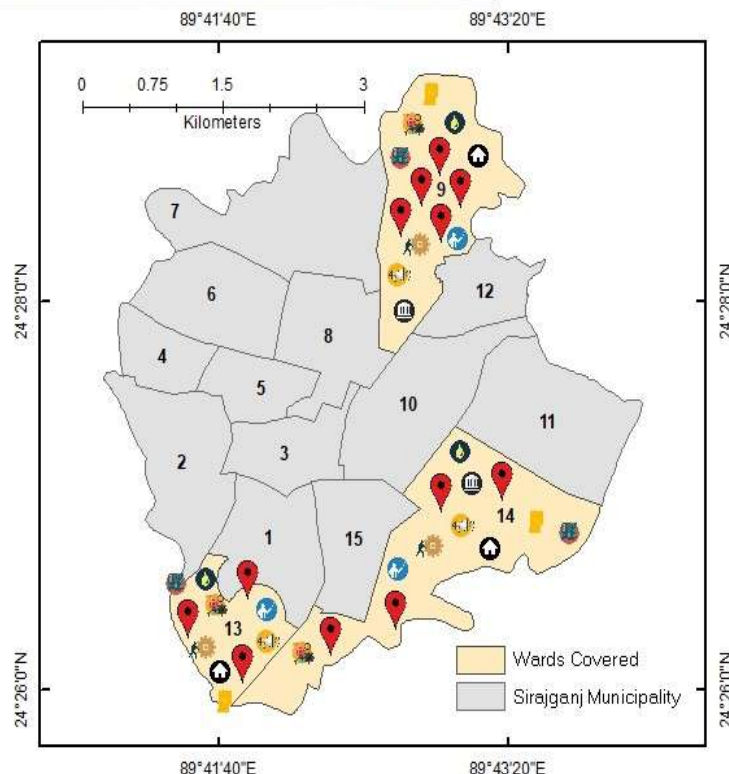 89°41'40"E 89°43'20"E
0 0.75 1.5 3
Kilometers
9
7
24°28'0"N 24°28'0"N
6
12
8
4
5
10
11
2
3
14
1
15
13
Wards Covered
Sirajganj Municipality
24°26'0"N 24°26'0"N
89°41'40"E 89°43'20"E